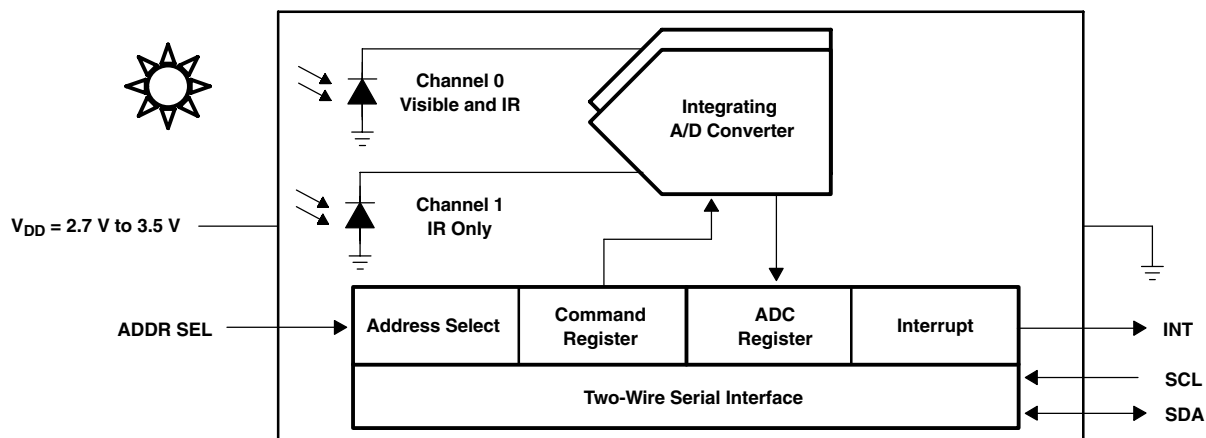 Channel 0
Visible and IR
Integrating
A/D Converter
Channel 1
IR Only
VDD = 2.7 V to 3.5 V
ADDR SEL
Address Select
Command
Register
ADC
Register
Interrupt
INT
Two-Wire Serial Interface
SCL
SDA